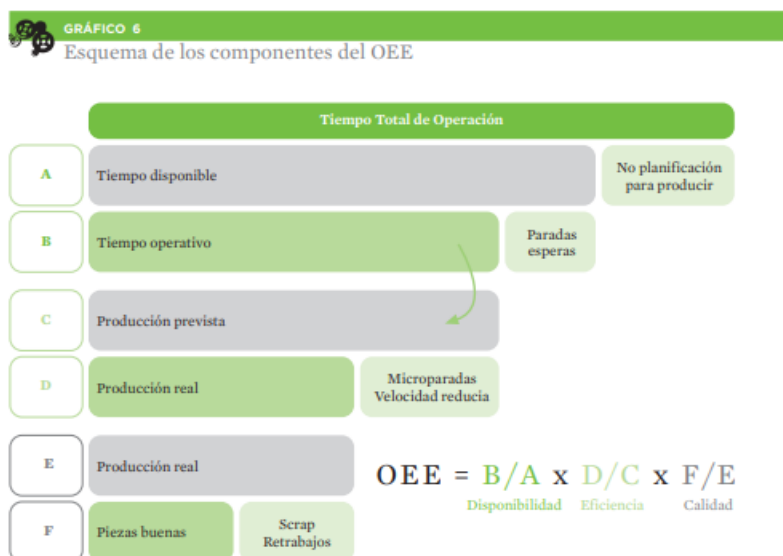 GRÁFICO 6
Esquema de los componentes del OEE
Tiempo Total de Operación
A
Tiempo disponible
No planificación
para producir
B
Tiempo operativo
Paradas
esperas
C
Producción prevista
D
Producción real
Microparadas
Velocidad reducia
E
Producción real
OEE = B/A x D/C x F/E
Disponibilidad Eficiencia Calidad
F
Piezas buenas
Scrap
Retrabajos